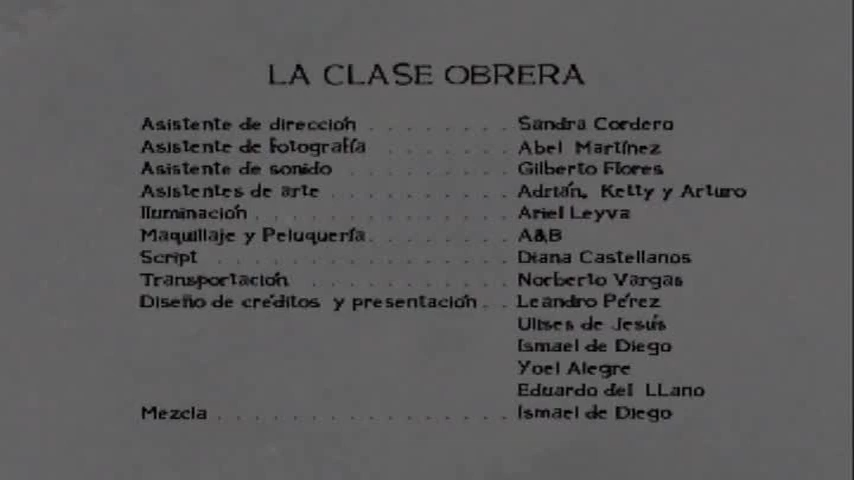 LA CLASE OBRERA
Asistente de dirección . . . . . . . . Sandra Cordero
Asistente de fotografía . . . . . . . Abel Martínez
Asistente de sonido . . . . . . . . . Gilberto Flores
Asistentes de arte . . . . . . . . . . Adrián, Ketty y Arturo
Iluminación . . . . . . . . . . . . . . Ariel Leyva
Maquillaje y Peluquería . . . . . . . A&B
Script . . . . . . . . . . . . . . . . Diana Castellanos
Transportación . . . . . . . . . . . Norberto Vargas
Diseño de créditos y presentación . . Leandro Pérez
Ulises de Jesús
Ismael de Diego
Yoel Alegre
Eduardo del LLano
Mezcla . . . . . . . . . . . . . . . . Ismael de Diego